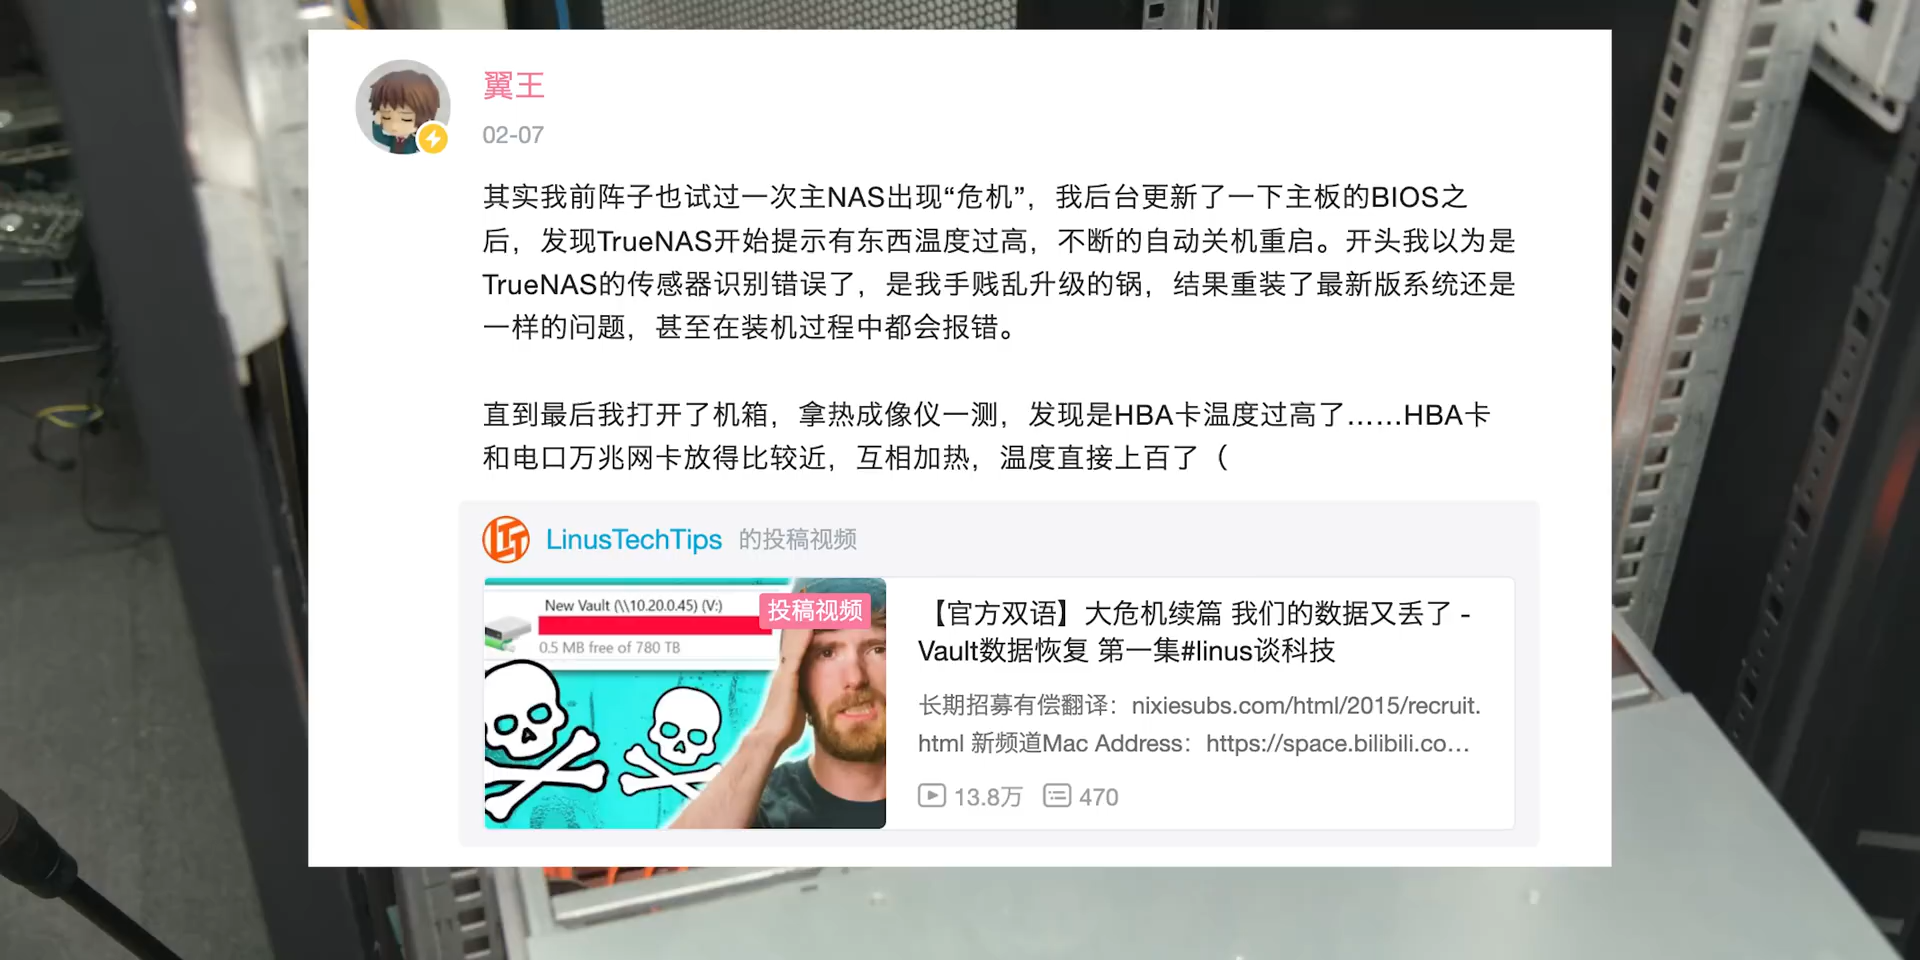 翼王
02-07
其实我前阵子也试过一次主NAS出现“危机”，我后台更新了一下主板的BIOS之
后，发现TrueNAS开始提示有东西温度过高，不断的自动关机重启。开头我以为是
TrueNAS的传感器识别错误了，是我手贱乱升级的锅，结果重装了最新版系统还是
一样的问题，甚至在装机过程中都会报错。
直到最后我打开了机箱，拿热成像仪一测，发现是HBA卡温度过高了……HBA卡
和电口万兆网卡放得比较近，互相加热，温度直接上百了（
LTT
LinusTechTips 的投稿视频
New Vault (\\10.20.0.45) (V:)
投稿视频
0.5 MB free of 780 TB
【官方双语】大危机续篇 我们的数据又丢了 -
Vault数据恢复 第一集#linus谈科技
长期招募有偿翻译：nixiesubs.com/html/2015/recruit.
html 新频道Mac Address：https://space.bilibili.co...
13.8万 470